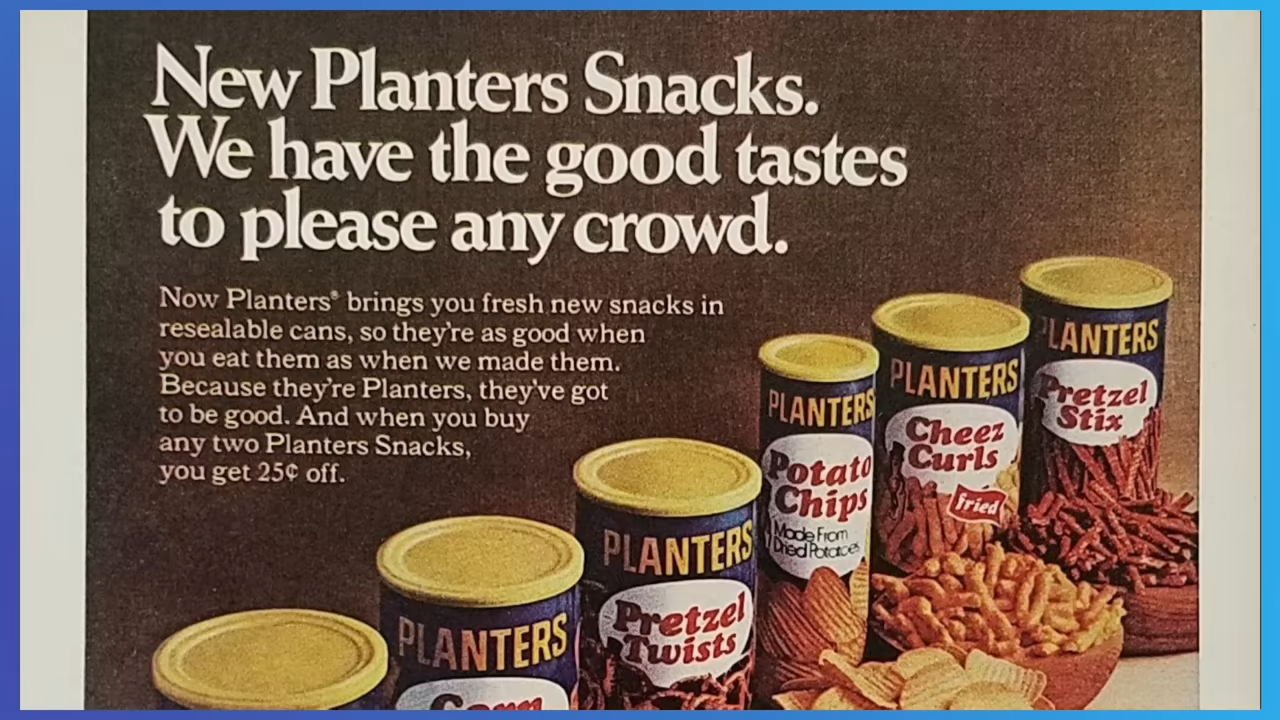 New Planters Snacks.
We have the good tastes
to please any crowd.
Now Planters® brings you fresh new snacks in
resealable cans, so they're as good when
you eat them as when we made them.
Because they're Planters, they've got
to be good. And when you buy
any two Planters Snacks,
you get 25¢ off.
PLANTERS
Pretzel
Stix
PLANTERS
Cheez
Curls
fried
PLANTERS
Potato
Chips
Made From
Dried Potatoes
PLANTERS
Pretzel
Twists
PLANTERS
Corn